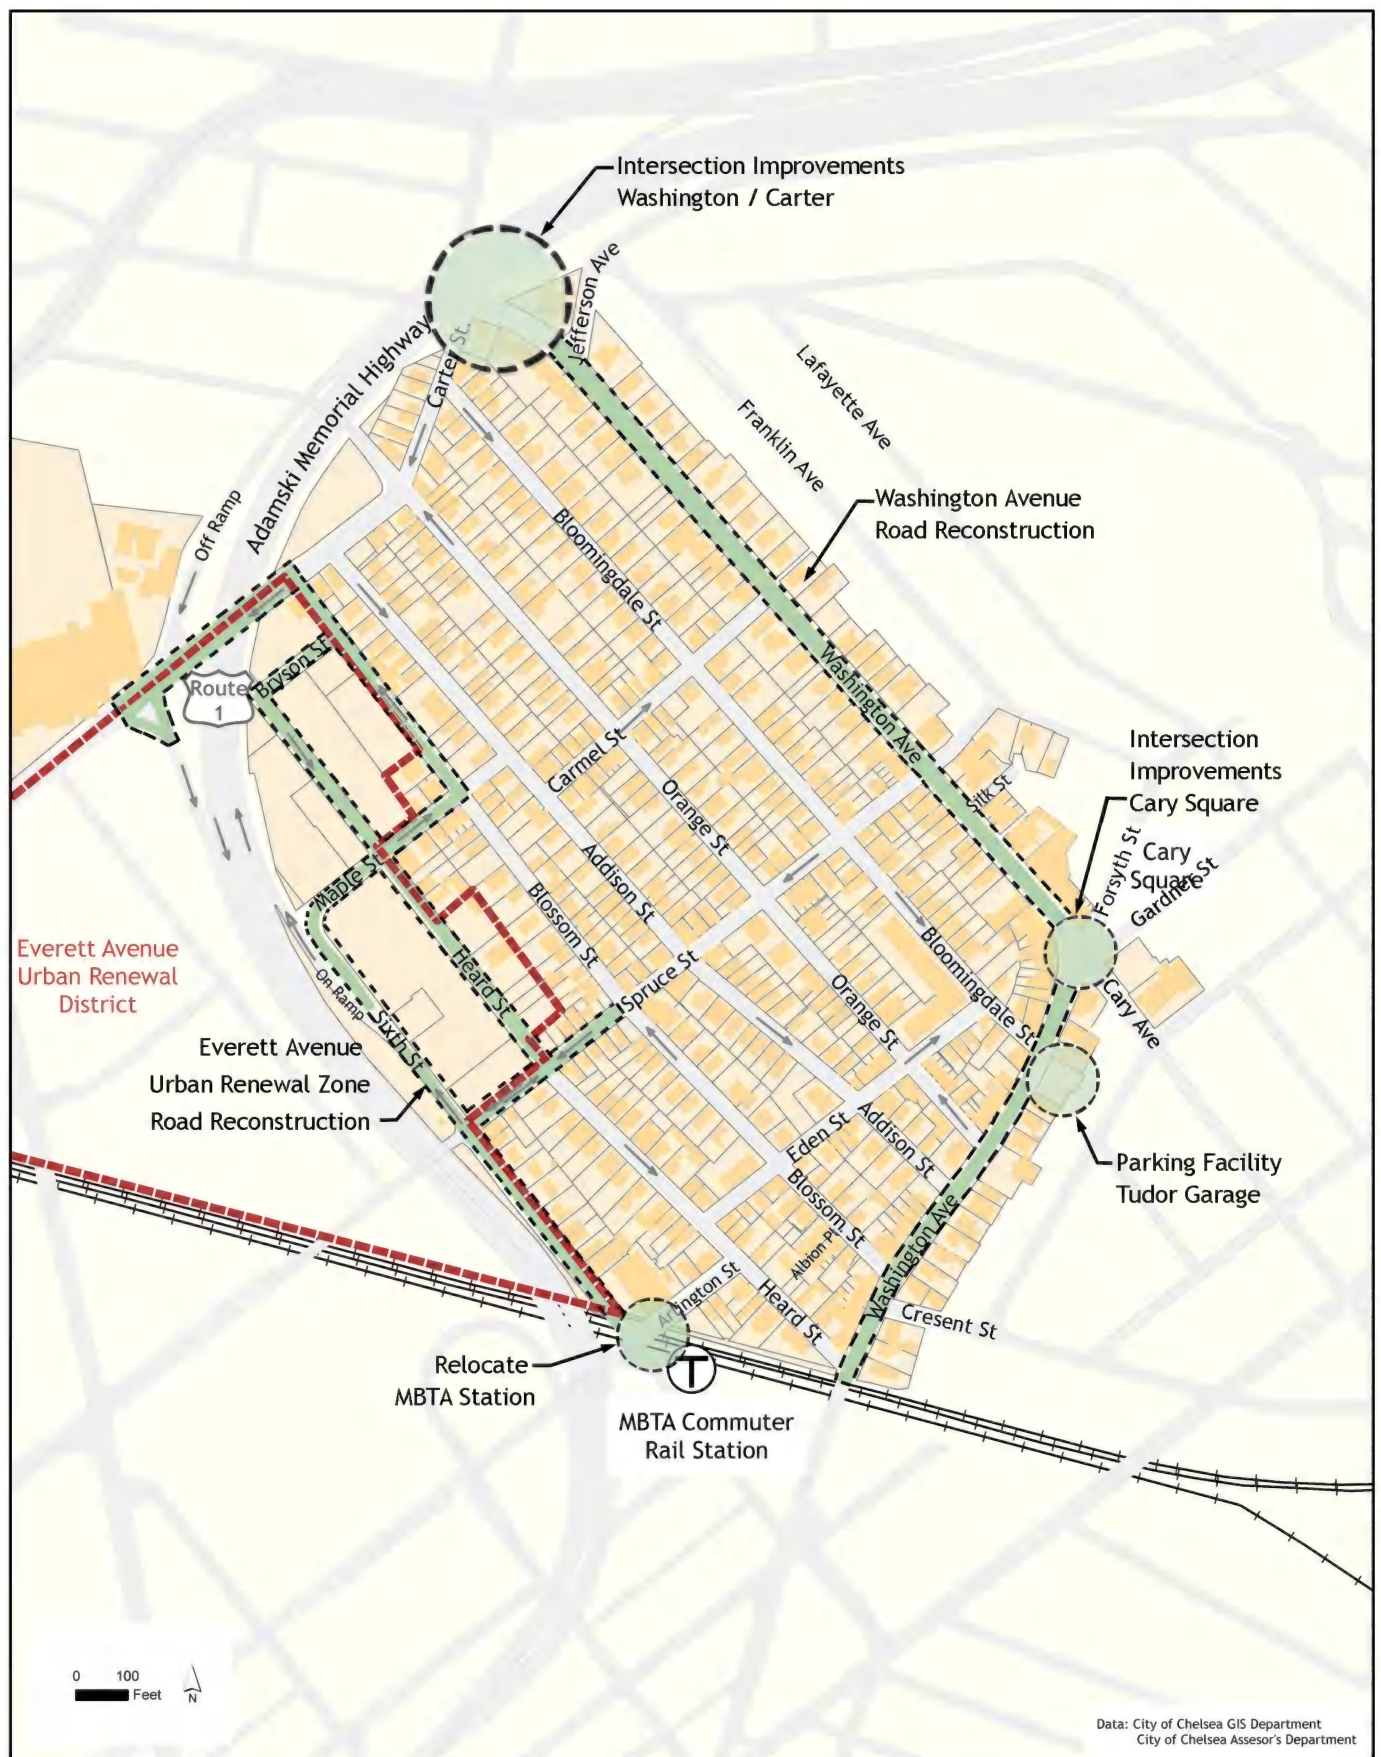 Intersection Improvements
Washington / Carter
Jefferson Ave
Carter St.
Adamski Memorial Highway
Lafayette Ave
Franklin Ave
Off Ramp
Washington Avenue
Road Reconstruction
Bloomingdale St
Bryson St
Route
1
Washington Ave
Carmel St
Orange St
Silk St
Intersection
Improvements
Cary Square
Forsyth St
Cary
Square
Gardner St
Maple St
Addison St
Blossom St
Everett Avenue
Urban Renewal
District
Heard St
Spruce St
Bloomingdale St
Orange St
On Ramp
Sixth St
Cary Ave
Everett Avenue
Urban Renewal Zone
Road Reconstruction
Eden St
Addison St
Parking Facility
Tudor Garage
Blossom St
Albion Pl
Washington Ave
Arlington St
Heard St
Cresent St
Relocate
MBTA Station
T
MBTA Commuter
Rail Station
0 100
Feet
N
Data: City of Chelsea GIS Department
City of Chelsea Assesor's Department